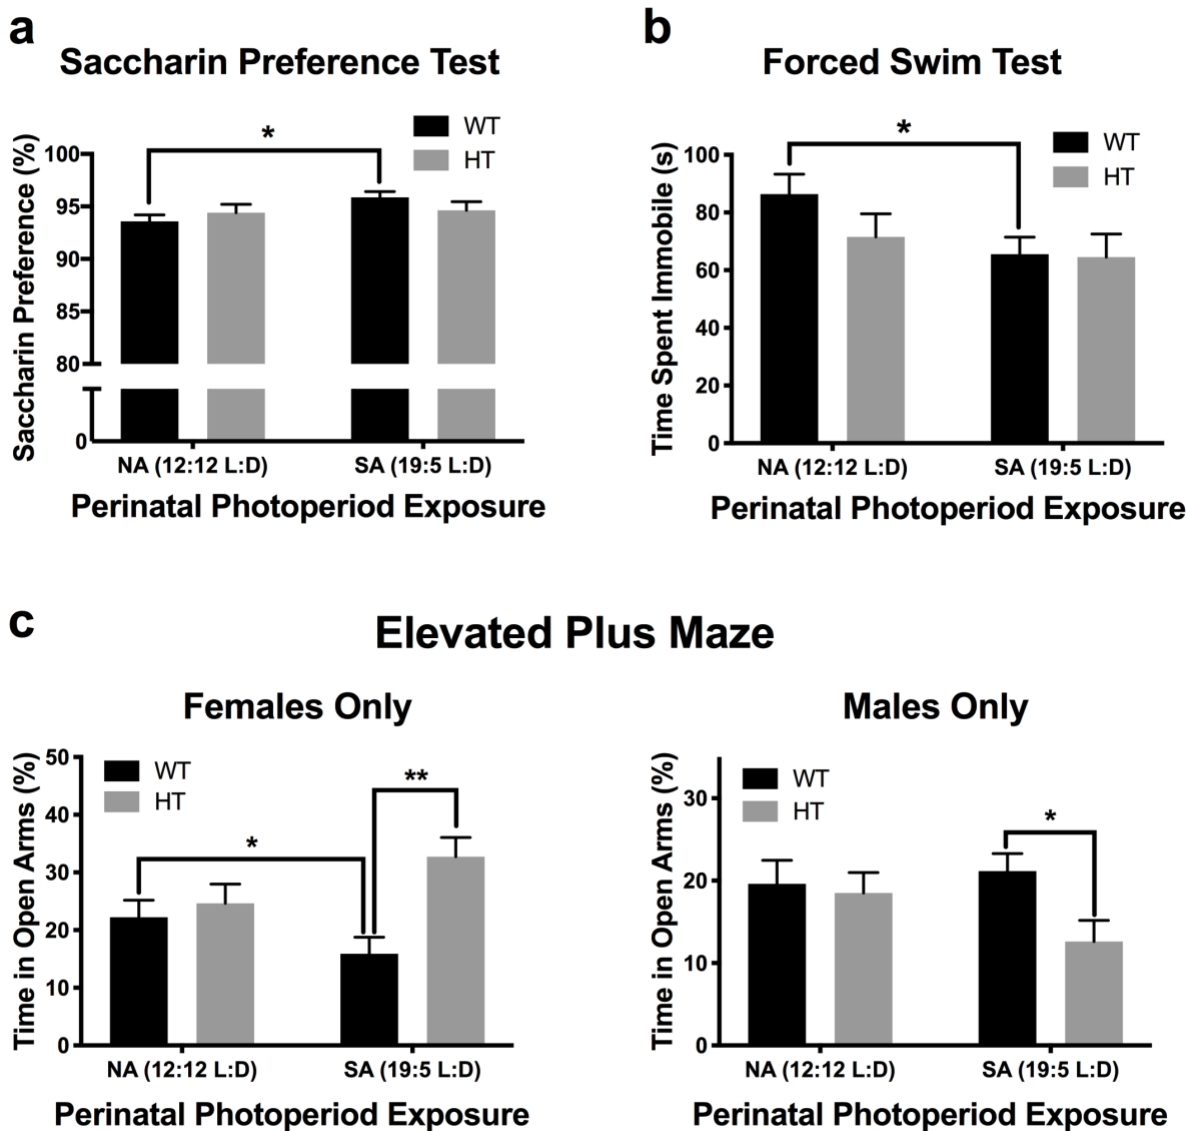 a
Saccharin Preference Test
*
WT
HT
Saccharin Preference (%)
100
95
90
85
80
0
NA (12:12 L:D)
SA (19:5 L:D)
Perinatal Photoperiod Exposure
b
Forced Swim Test
*
WT
HT
Time Spent Immobile (s)
100
80
60
40
20
0
NA (12:12 L:D)
SA (19:5 L:D)
Perinatal Photoperiod Exposure
c
Elevated Plus Maze
Females Only
WT
HT
*
**
Time in Open Arms (%)
50
40
30
20
10
0
NA (12:12 L:D)
SA (19:5 L:D)
Perinatal Photoperiod Exposure
Males Only
WT
HT
*
Time in Open Arms (%)
30
20
10
0
NA (12:12 L:D)
SA (19:5 L:D)
Perinatal Photoperiod Exposure